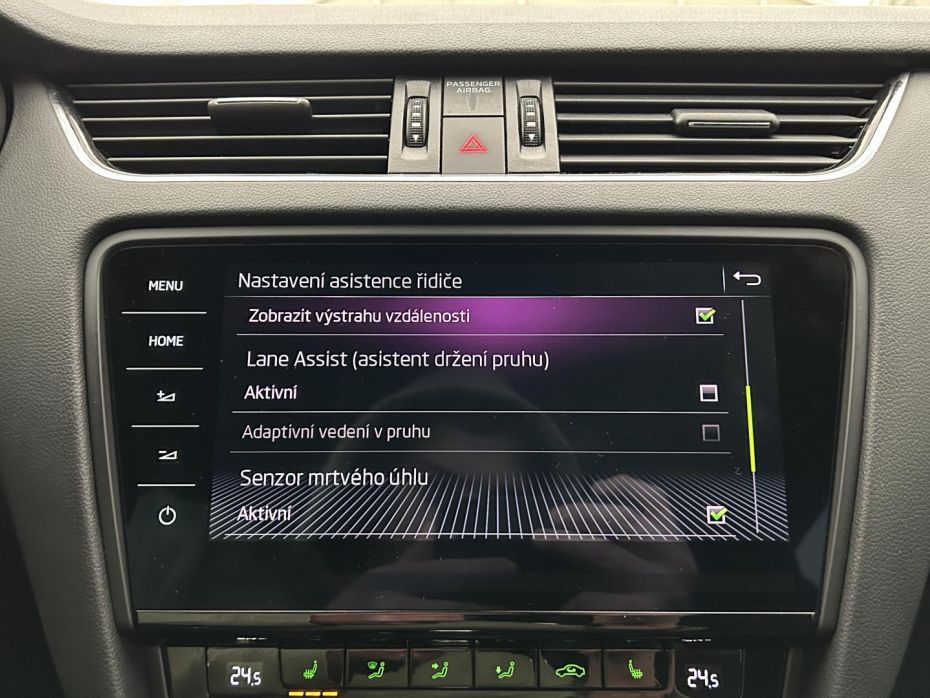 PASSENGER
AIRBAG
MENU
HOME
Nastavení asistence řidiče
Zobrazit výstrahu vzdálenosti
Lane Assist (asistent držení pruhu)
Aktivní
Adaptivní vedení v pruhu
Senzor mrtvého úhlu
Aktivní
24.5
24.5